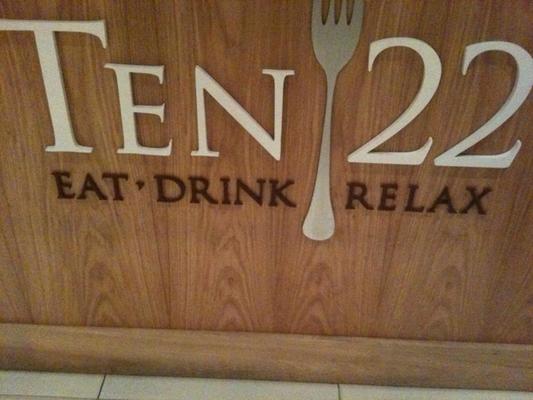 TEN 22
EAT • DRINK RELAX